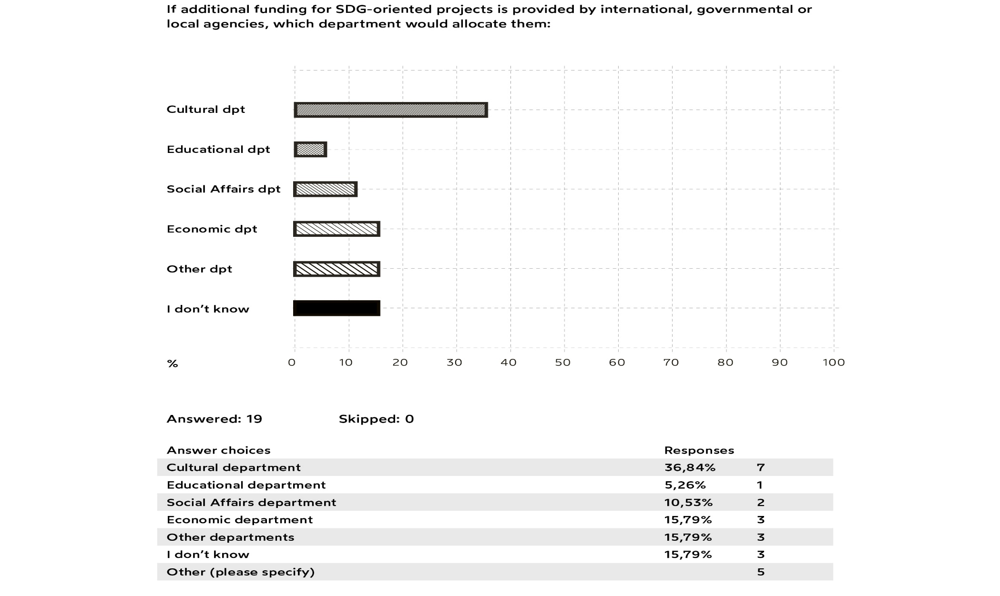 If additional funding for SDG-oriented projects is provided by international, governmental or
local agencies, which department would allocate them:
Cultural dpt
Educational dpt
Social Affairs dpt
Economic dpt
Other dpt
I don’t know
% 0 10 20 30 40 50 60 70 80 90 100
Answered: 19 Skipped: 0
Answer choices Responses
Cultural department 36,84% 7
Educational department 5,26% 1
Social Affairs department 10,53% 2
Economic department 15,79% 3
Other departments 15,79% 3
I don’t know 15,79% 3
Other (please specify) 5